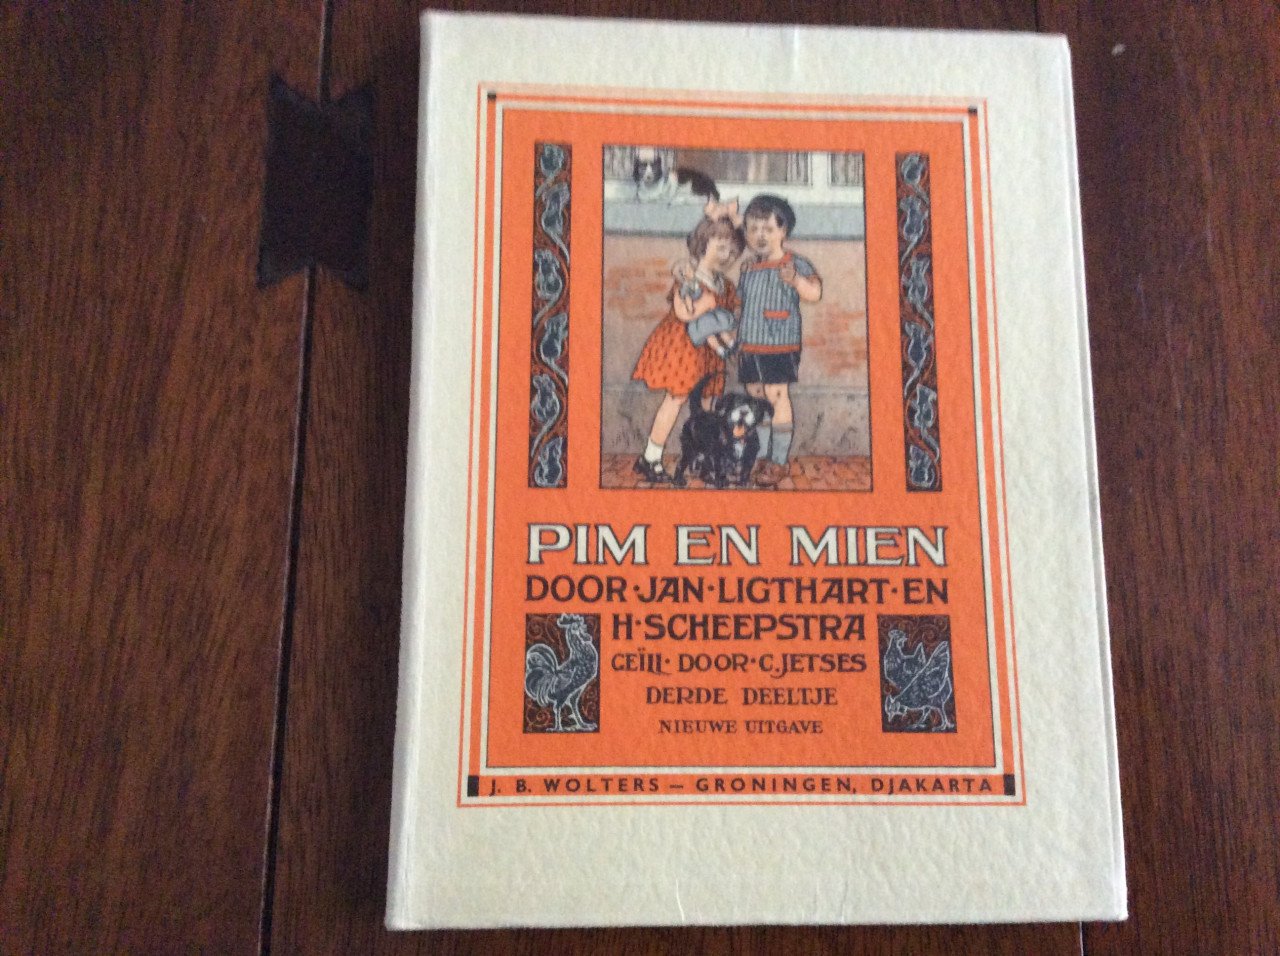 PIM EN MIEN
DOOR·JAN·LIGTHART·EN
H·SCHEEPSTRA
GEÏLL·DOOR·C.JETSES
DERDE DEELTJE
NIEUWE UITGAVE
J. B. WOLTERS — GRONINGEN, DJAKARTA